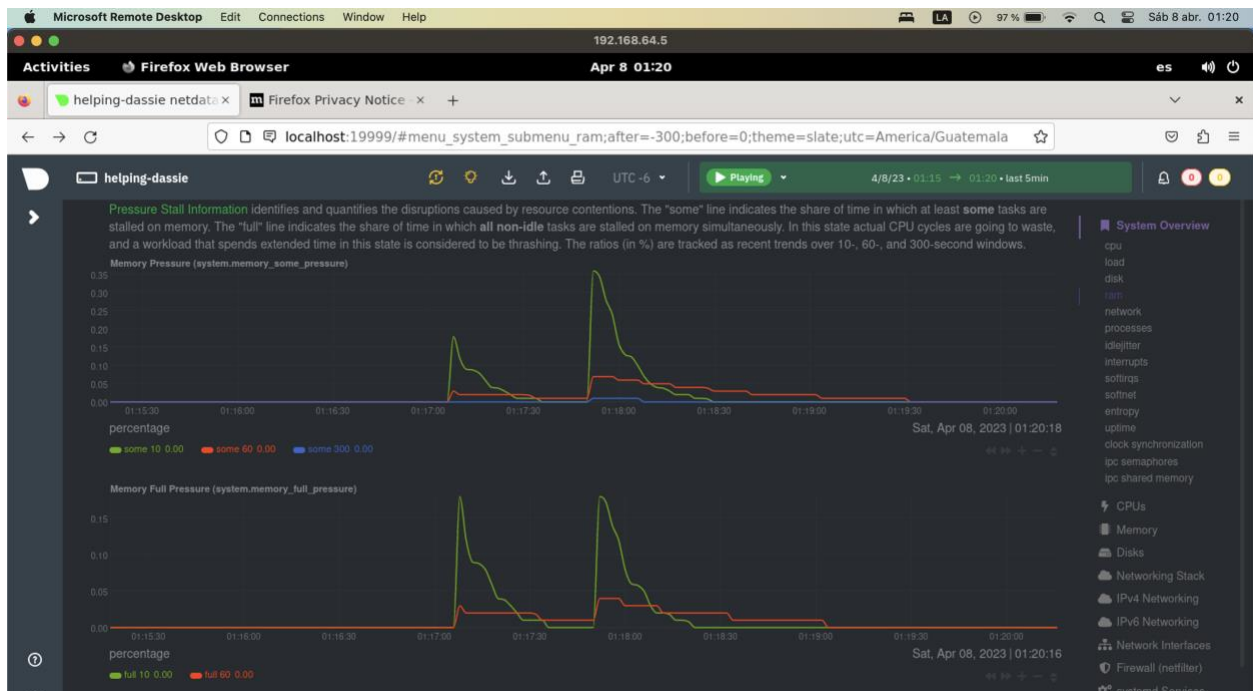 Microsoft Remote Desktop Edit Connections Window Help LA 97 % Sáb 8 abr. 01:20
192.168.64.5
Activities Firefox Web Browser Apr 8 01:20 es
helping-dassie netdata × Firefox Privacy Notice × +
localhost:19999/#menu_system_submenu_ram;after=-300;before=0;theme=slate;utc=America/Guatemala
helping-dassie UTC -6 Playing 4/8/23 • 01:15 → 01:20 • last 5min 0 0
Pressure Stall Information identifies and quantifies the disruptions caused by resource contentions. The "some" line indicates the share of time in which at least some tasks are
stalled on memory. The "full" line indicates the share of time in which all non-idle tasks are stalled on memory simultaneously. In this state actual CPU cycles are going to waste,
and a workload that spends extended time in this state is considered to be thrashing. The ratios (in %) are tracked as recent trends over 10-, 60-, and 300-second windows.
Memory Pressure (system.memory_some_pressure)
0.35
0.30
0.25
0.20
0.15
0.10
0.05
0.00
01:15:30 01:16:00 01:16:30 01:17:00 01:17:30 01:18:00 01:18:30 01:19:00 01:19:30 01:20:00
percentage Sat, Apr 08, 2023 | 01:20:18
some 10 0.00 some 60 0.00 some 300 0.00
Memory Full Pressure (system.memory_full_pressure)
0.15
0.10
0.05
0.00
01:15:30 01:16:00 01:16:30 01:17:00 01:17:30 01:18:00 01:18:30 01:19:00 01:19:30 01:20:00
percentage Sat, Apr 08, 2023 | 01:20:16
full 10 0.00 full 60 0.00
System Overview
cpu
load
disk
ram
network
processes
idlejitter
interrupts
softirqs
softnet
entropy
uptime
clock synchronization
ipc semaphores
ipc shared memory
CPUs
Memory
Disks
Networking Stack
IPv4 Networking
IPv6 Networking
Network Interfaces
Firewall (netfilter)
systemd Services